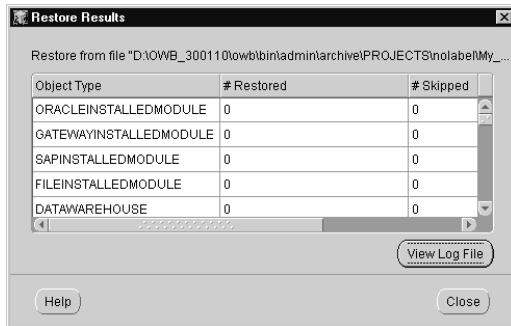 Restore Results
Restore from file "D:\OWB_300110\owb\bin\admin\archive\PROJECTS\nolabel\My_...
Object Type # Restored # Skipped
ORACLEINSTALLEDMODULE 0 0
GATEWAYINSTALLEDMODULE 0 0
SAPINSTALLEDMODULE 0 0
FILEINSTALLEDMODULE 0 0
DATAWAREHOUSE 0 0
View Log File
Help Close